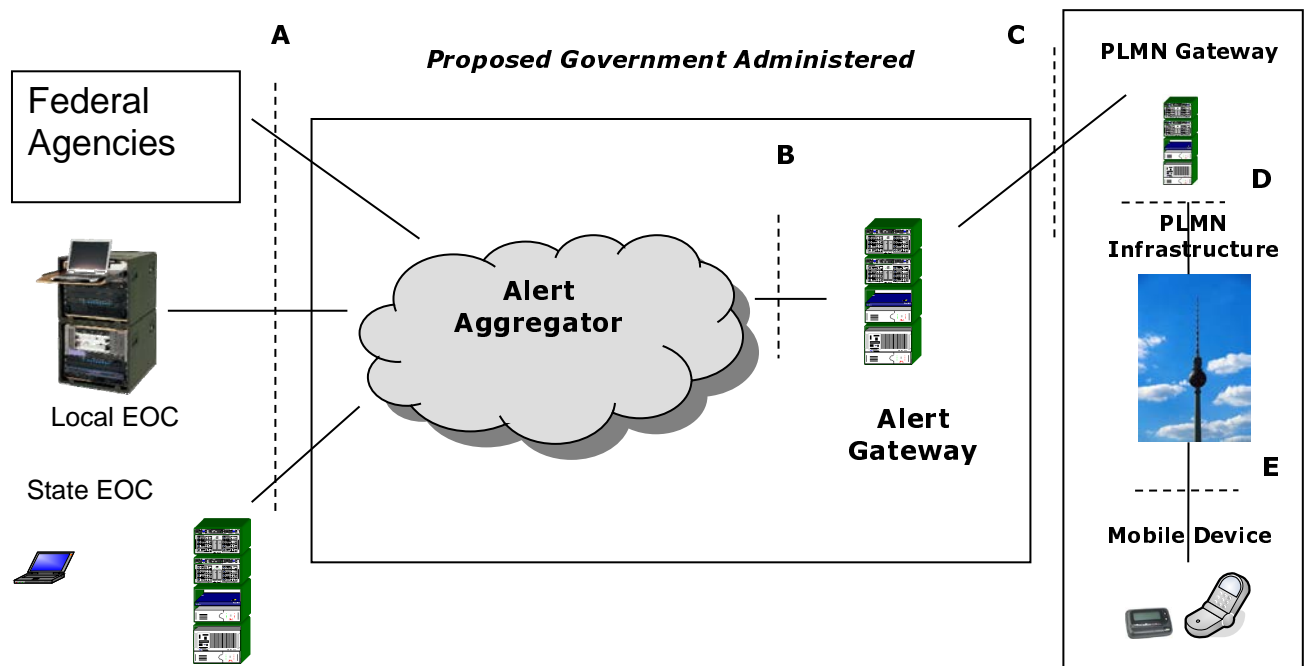 A
Proposed Government Administered
C
PLMN Gateway
Federal
Agencies
B
D
PLMN
Infrastructure
Alert
Aggregator
Local EOC
Alert
Gateway
E
State EOC
Mobile Device